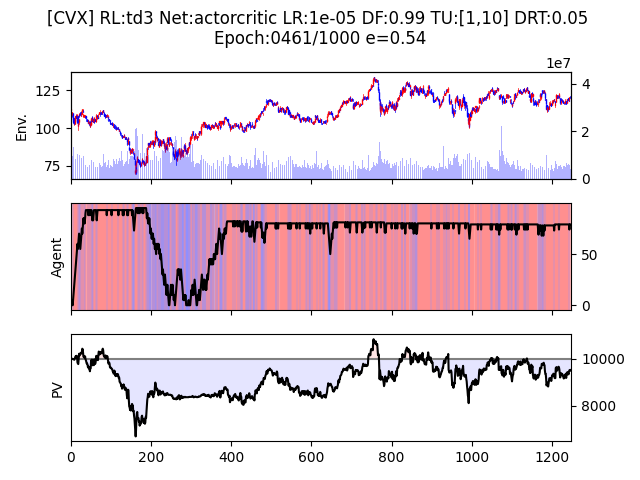 [CVX] RL:td3 Net:actorcritic LR:1e-05 DF:0.99 TU:[1,10] DRT:0.05
Epoch:0461/1000 e=0.54
1e7
125
100
75
Env.
4
2
0
Agent
50
0
PV
10000
8000
0
200
400
600
800
1000
1200